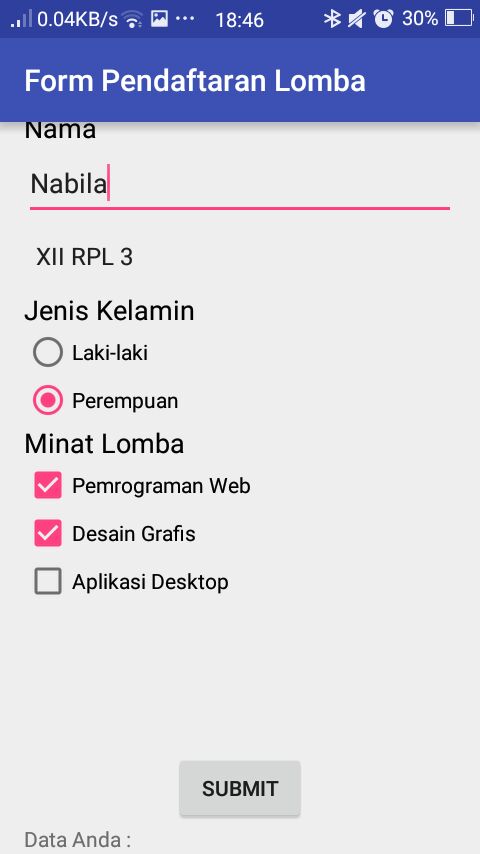 0.04KB/s 18:46 30%
Form Pendaftaran Lomba
Nama
Nabila
XII RPL 3
Jenis Kelamin
Laki-laki
Perempuan
Minat Lomba
Pemrograman Web
Desain Grafis
Aplikasi Desktop
SUBMIT
Data Anda :